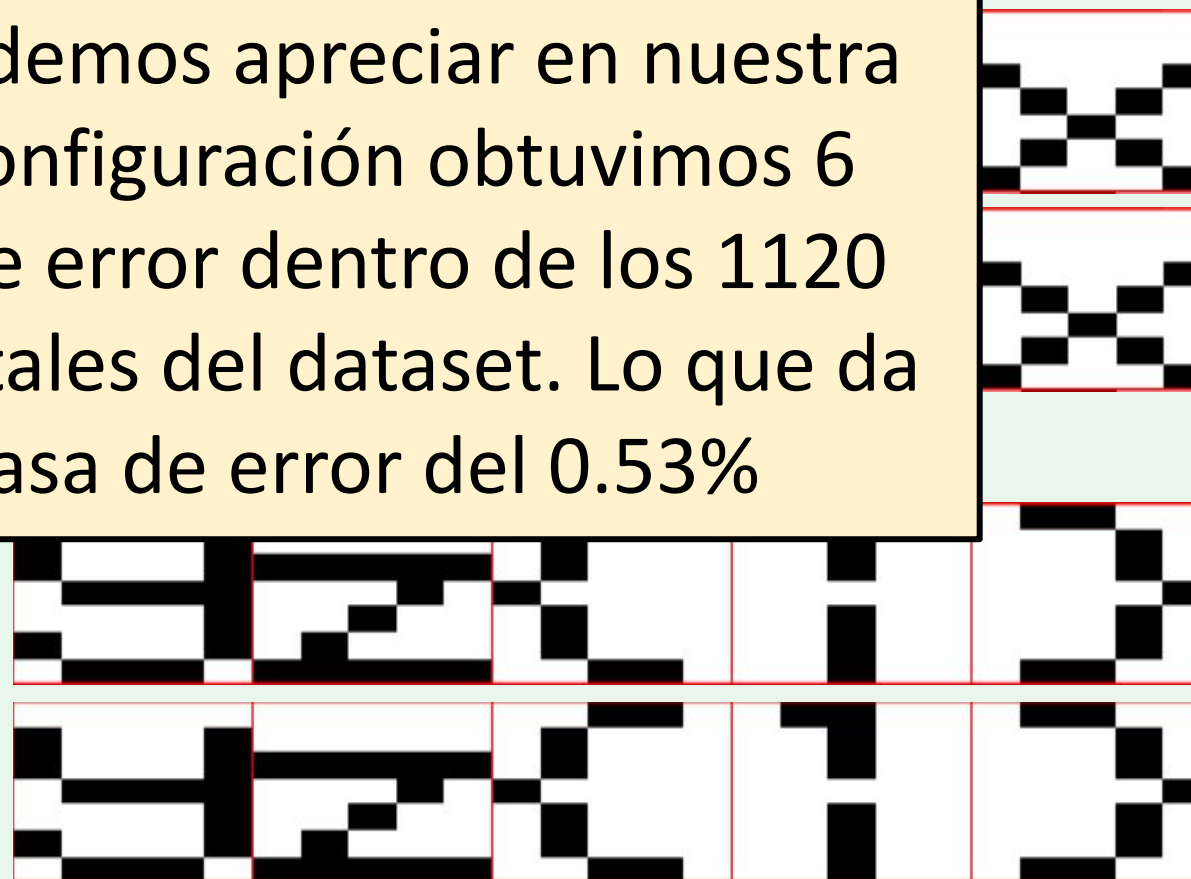 demos apreciar en nuestra
onfiguración obtuvimos 6
e error dentro de los 1120
tales del dataset. Lo que da
asa de error del 0.53%
y z { | }